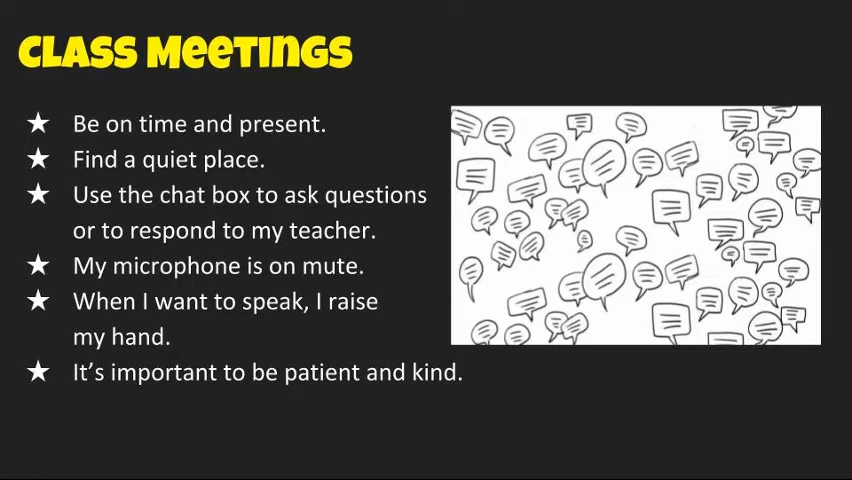 Class Meetings
★ Be on time and present.
★ Find a quiet place.
★ Use the chat box to ask questions
or to respond to my teacher.
★ My microphone is on mute.
★ When I want to speak, I raise
my hand.
★ It’s important to be patient and kind.